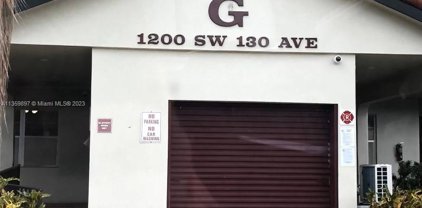 G
1200 SW 130 AVE
A11369897 © Miami MLS® 2023
NO
PARKING
NO
CAR
WASHING